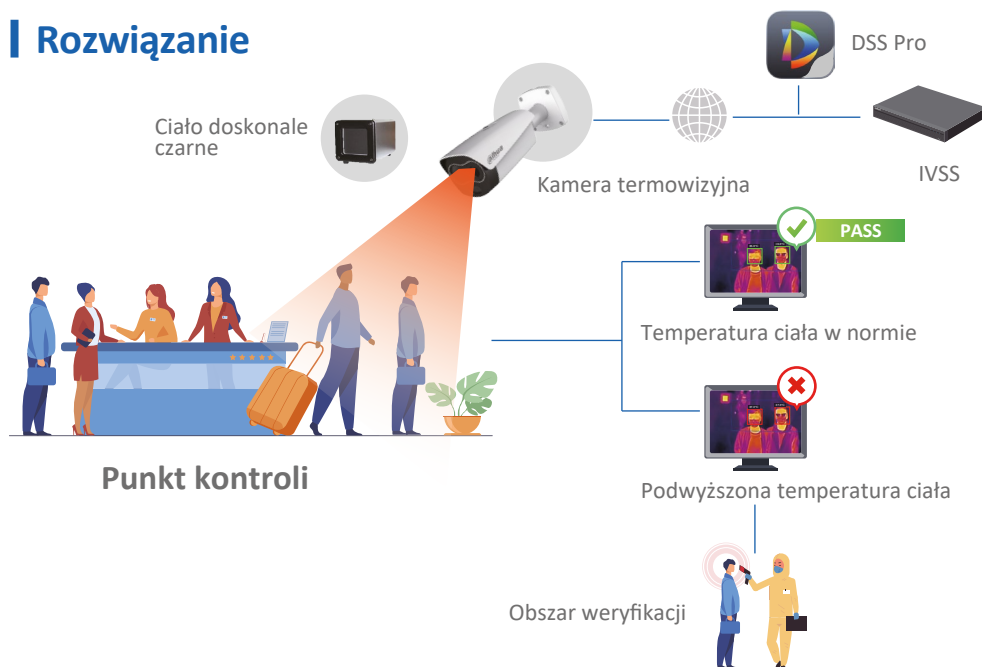 Rozwiązanie
DSS Pro
Ciało doskonale
czarne
alhua
Kamera termowizyjna
IVSS
PASS
Temperatura ciała w normie
Punkt kontroli
Podwyższona temperatura ciała
Obszar weryfikacji